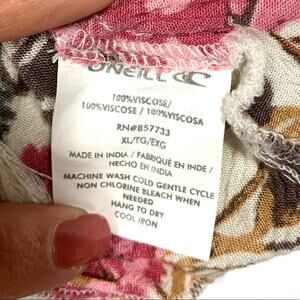 O'NEILL
100%VISCOSE/
100%VISCOSE / 100%VISCOSA
RN#857733
XL/TG/EXG
MADE IN INDIA / FABRIQUÉ EN INDE /
HECHO EN INDIA
MACHINE WASH COLD GENTLE CYCLE
NON CHLORINE BLEACH WHEN
NEEDED
HANG TO DRY
COOL IRON